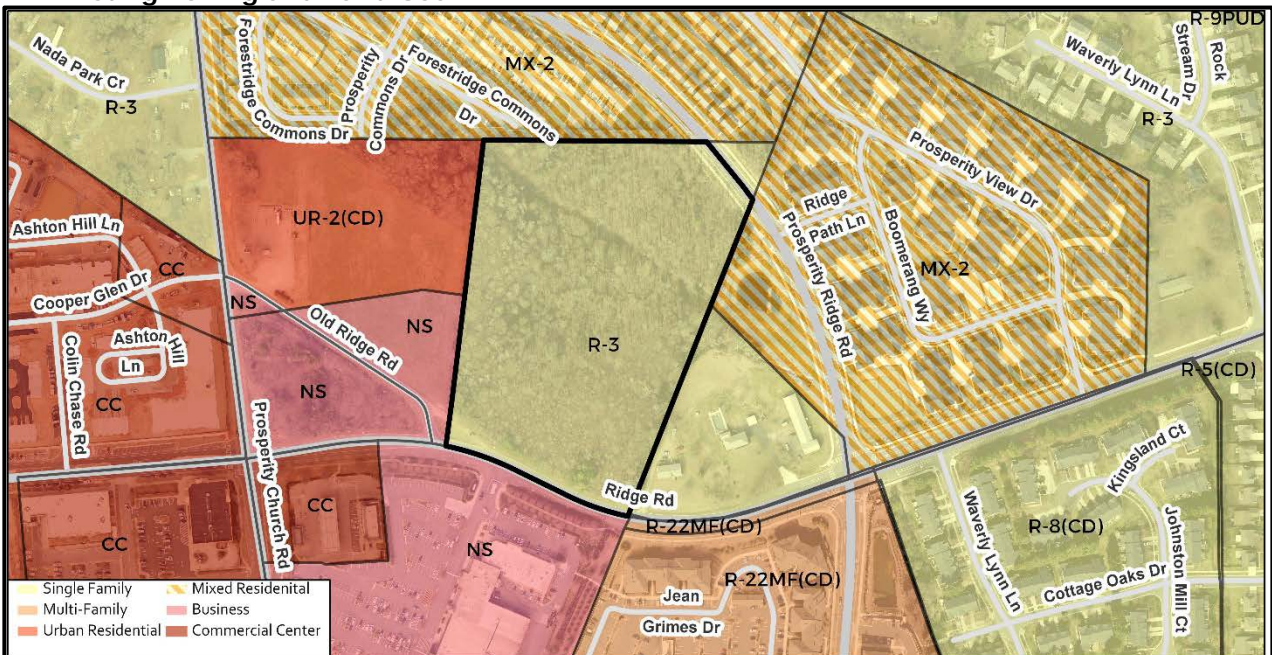 R-9PUD
Nada Park Cr
R-3
Forestridge Commons Dr
Prosperity
Commons Dr
Forestridge Commons
Dr
MX-2
Waverly Lynn Ln
Stream Dr
Rock
R-3
Prosperity View Dr
Ridge
Path Ln
Boomerang Wy
MX-2
Prosperity Ridge Rd
UR-2(CD)
Ashton Hill Ln
CC
Cooper Glen Dr
NS
Old Ridge Rd
NS
Ashton Hill
Ln
Colin Chase Rd
CC
NS
R-3
R-5(CD)
Prosperity Church Rd
CC
CC
NS
Ridge Rd
R-22MF(CD)
R-22MF(CD)
Jean
Grimes Dr
Kingsland Ct
R-8(CD)
Waverly Lynn Ln
Cottage Oaks Dr
Johnston Mill Ct
Single Family
Mixed Residential
Multi-Family
Business
Urban Residential
Commercial Center